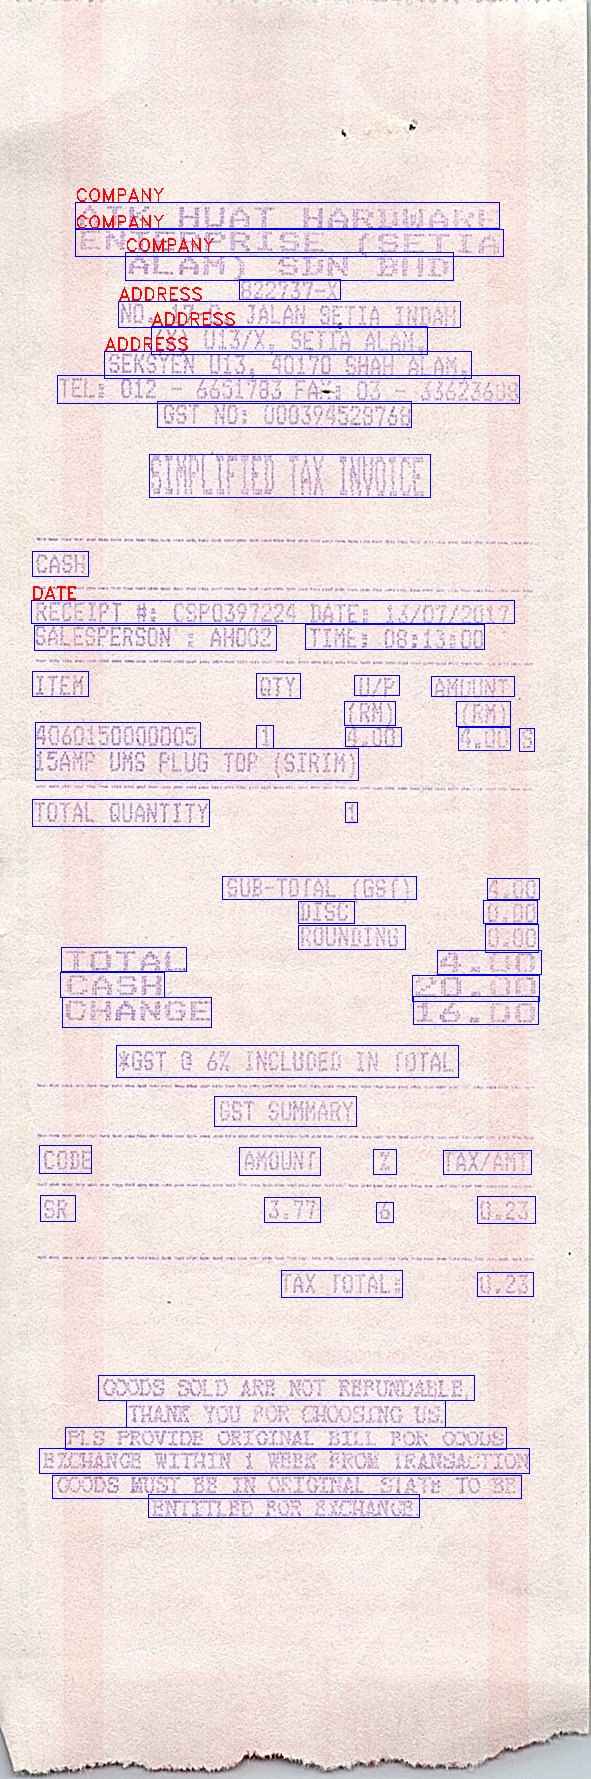 COMPANY
AIK HUAT HARDWARE
COMPANY
ENTERPRISE (SETIA
COMPANY
ALAM) SDN BHD
822737-X
ADDRESS
NO. 17-G, JALAN SETIA INDAH
ADDRESS
(X) U13/X, SETIA ALAM,
ADDRESS
SEKSYEN U13, 40170 SHAH ALAM,
TEL: 012 - 6651783 FAX: 03 - 33623608
GST NO: 000394528768
SIMPLIFIED TAX INVOICE
CASH
DATE
RECEIPT #: CSP0397224 DATE: 13/07/2017
SALESPERSON : AH002 TIME: 08:13:00
ITEM QTY U/P AMOUNT
(RM) (RM)
4060150000005 1 4.00 4.00 S
15AMP UMS PLUG TOP (SIRIM)
TOTAL QUANTITY 1
SUB-TOTAL (GST) 4.00
DISC 0.00
ROUNDING 0.00
TOTAL 4.00
CASH 20.00
CHANGE 16.00
*GST @ 6% INCLUDED IN TOTAL
GST SUMMARY
CODE AMOUNT % TAX/AMT
SR 3.77 6 0.23
TAX TOTAL: 0.23
GOODS SOLD ARE NOT REFUNDABLE,
THANK YOU FOR CHOOSING US.
PLS PROVIDE ORIGINAL BILL FOR GOODS
EXCHANGE WITHIN 1 WEEK FROM TRANSACTION
GOODS MUST BE IN ORIGINAL STATE TO BE
ENTITLED FOR EXCHANGE.